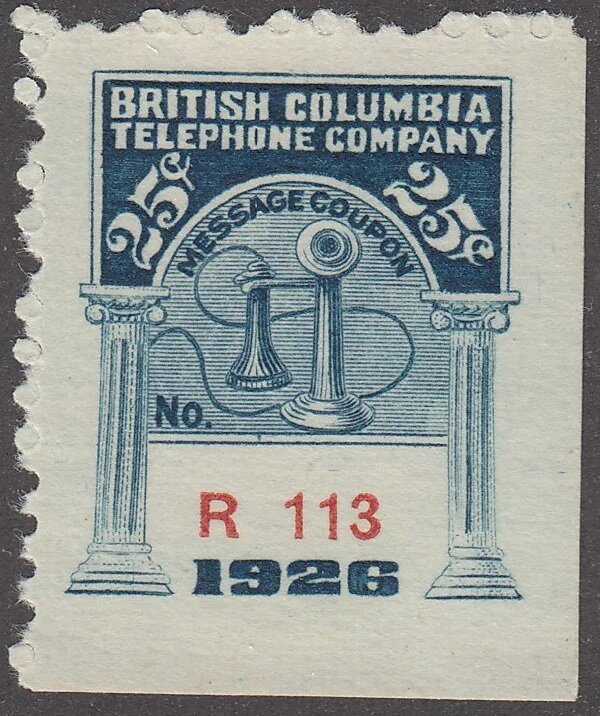 BRITISH COLUMBIA
TELEPHONE COMPANY
25¢ 25¢
MESSAGE COUPON
No.
R 113
1926